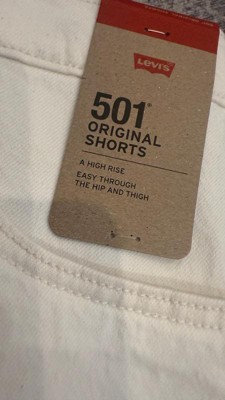 Levi's
501®
ORIGINAL
SHORTS
A HIGH RISE
EASY THROUGH
THE HIP AND THIGH